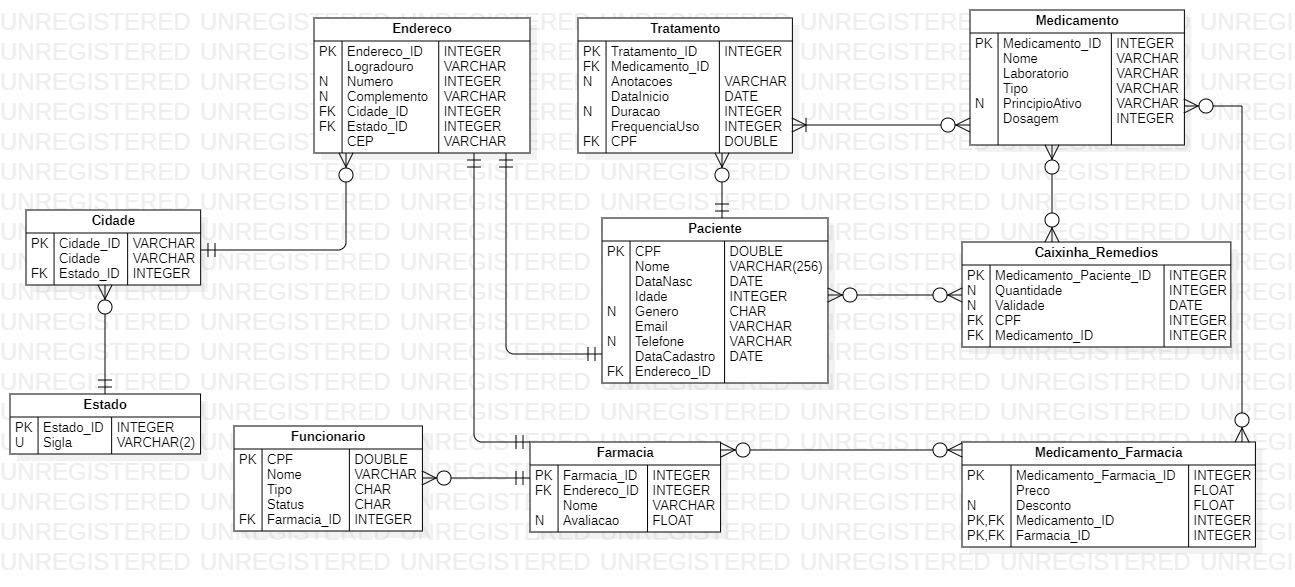 Endereco
PK Endereco_ID INTEGER
Logradouro VARCHAR
N Numero INTEGER
N Complemento VARCHAR
FK Cidade_ID INTEGER
FK Estado_ID INTEGER
CEP VARCHAR
Tratamento
PK Tratamento_ID INTEGER
FK Medicamento_ID
N Anotacoes VARCHAR
DataInicio DATE
N Duracao INTEGER
FrequenciaUso INTEGER
FK CPF DOUBLE
Medicamento
PK Medicamento_ID INTEGER
Nome VARCHAR
Laboratorio VARCHAR
Tipo VARCHAR
N PrincipioAtivo VARCHAR
Dosagem INTEGER
Cidade
PK Cidade_ID VARCHAR
Cidade VARCHAR
FK Estado_ID INTEGER
Paciente
PK CPF DOUBLE
Nome VARCHAR(256)
DataNasc DATE
Idade INTEGER
N Genero CHAR
Email VARCHAR
N Telefone VARCHAR
DataCadastro DATE
FK Endereco_ID
Caixinha_Remedios
PK Medicamento_Paciente_ID INTEGER
N Quantidade INTEGER
N Validade DATE
FK CPF INTEGER
FK Medicamento_ID INTEGER
Estado
PK Estado_ID INTEGER
U Sigla VARCHAR(2)
Funcionario
PK CPF DOUBLE
Nome VARCHAR
Tipo CHAR
Status CHAR
FK Farmacia_ID INTEGER
Farmacia
PK Farmacia_ID INTEGER
FK Endereco_ID INTEGER
Nome VARCHAR
N Avaliacao FLOAT
Medicamento_Farmacia
PK Medicamento_Farmacia_ID INTEGER
Preco FLOAT
N Desconto FLOAT
PK,FK Medicamento_ID INTEGER
PK,FK Farmacia_ID INTEGER
UNREGISTERED